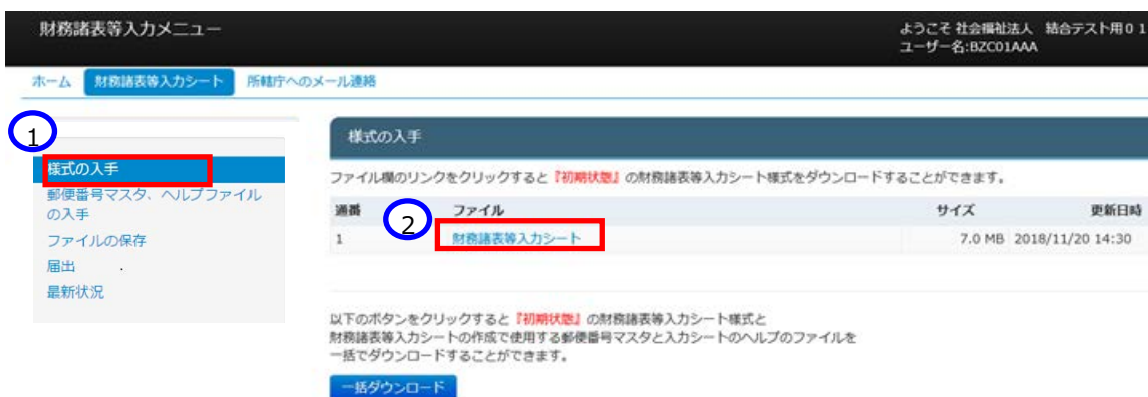 財務諸表等入力メニュー
ようこそ 社会福祉法人 結合テスト用01
ユーザー名:BZC01AAA
ホーム 財務諸表等入力シート 所轄庁へのメール連絡
1
様式の入手
郵便番号マスタ、ヘルプファイル
の入手
ファイルの保存
届出 .
最新状況
様式の入手
ファイル欄のリンクをクリックすると『初期状態』の財務諸表等入力シート様式をダウンロードすることができます。
通番 ファイル サイズ 更新日時
2
1 財務諸表等入力シート 7.0 MB 2018/11/20 14:30
以下のボタンをクリックすると『初期状態』の財務諸表等入力シート様式と
財務諸表等入力シートの作成で使用する郵便番号マスタと入力シートのヘルプのファイルを
一括でダウンロードすることができます。
一括ダウンロード